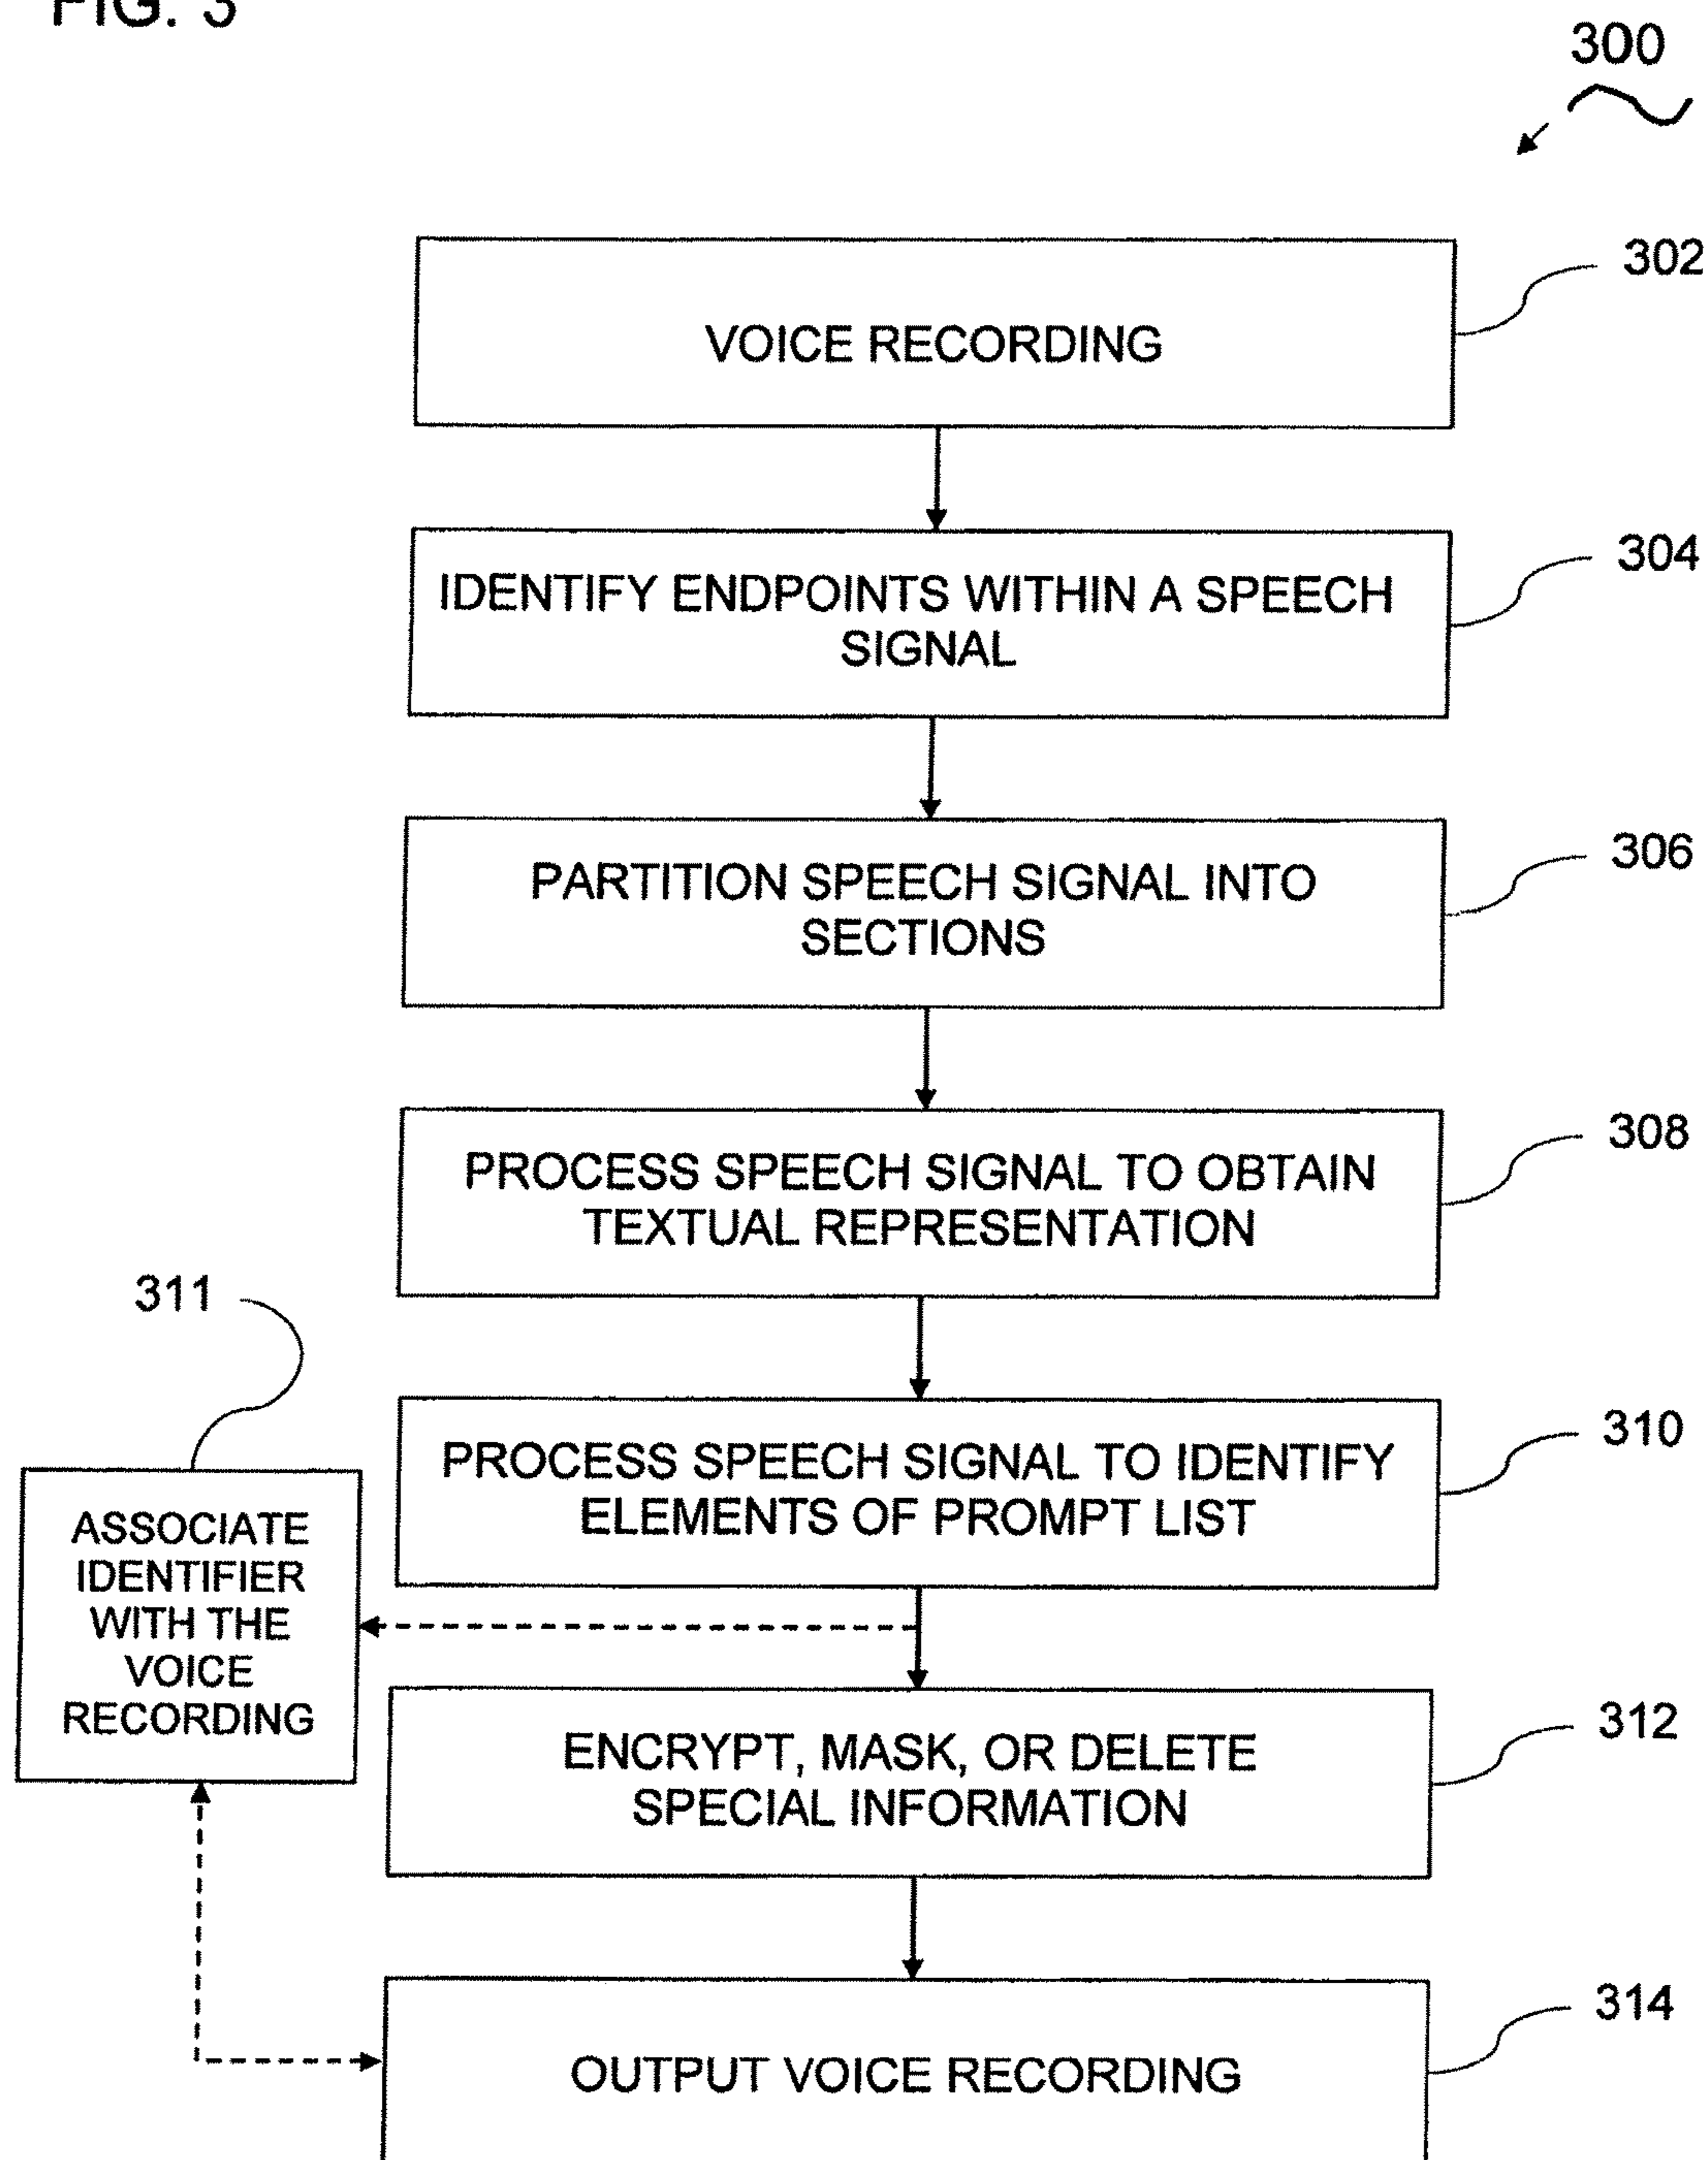 FIG. 3
300
302
VOICE RECORDING
304
IDENTIFY ENDPOINTS WITHIN A SPEECH
SIGNAL
306
PARTITION SPEECH SIGNAL INTO
SECTIONS
308
PROCESS SPEECH SIGNAL TO OBTAIN
TEXTUAL REPRESENTATION
311
310
PROCESS SPEECH SIGNAL TO IDENTIFY
ELEMENTS OF PROMPT LIST
ASSOCIATE
IDENTIFIER
WITH THE
VOICE
RECORDING
312
ENCRYPT, MASK, OR DELETE
SPECIAL INFORMATION
314
OUTPUT VOICE RECORDING